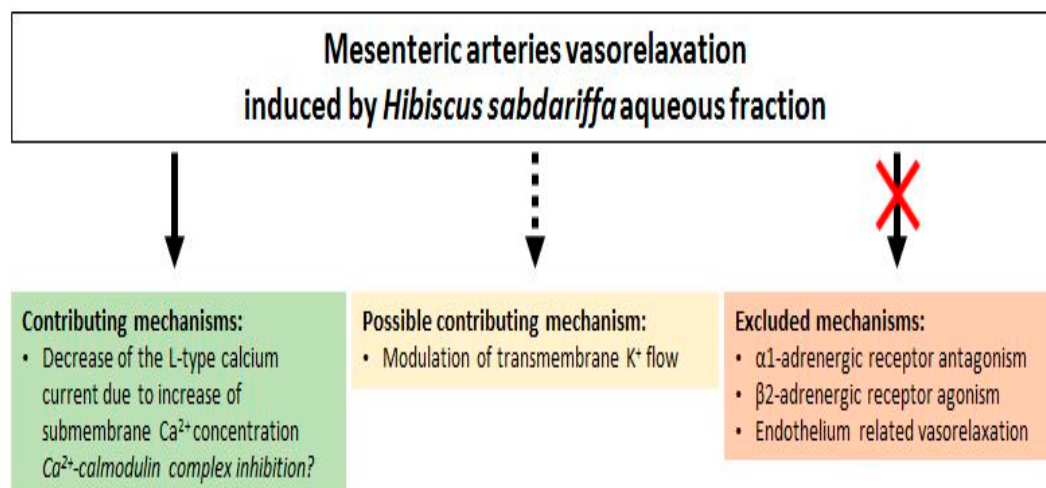 Mesenteric arteries vasorelaxation
induced by Hibiscus sabdariffa aqueous fraction
Contributing mechanisms:
• Decrease of the L-type calcium
current due to increase of
submembrane Ca²⁺ concentration
Ca²⁺-calmodulin complex inhibition?
Possible contributing mechanism:
• Modulation of transmembrane K⁺ flow
Excluded mechanisms:
• α1-adrenergic receptor antagonism
• β2-adrenergic receptor agonism
• Endothelium related vasorelaxation